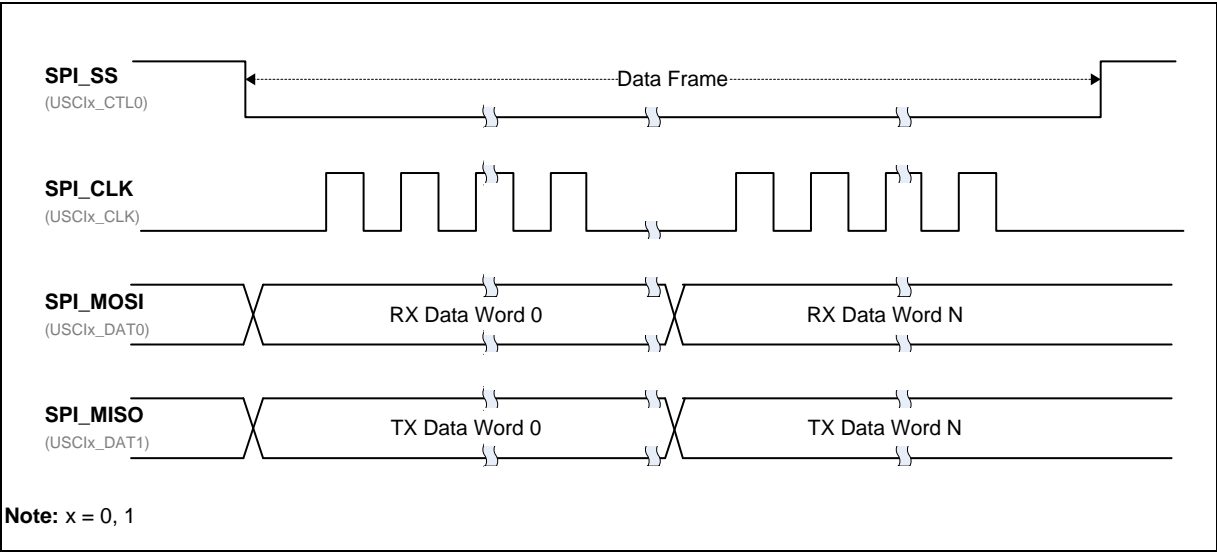 SPI_SS
(USCIx_CTL0)
Data Frame
SPI_CLK
(USCIx_CLK)
SPI_MOSI
(USCIx_DAT0)
RX Data Word 0
RX Data Word N
SPI_MISO
(USCIx_DAT1)
TX Data Word 0
TX Data Word N
Note: x = 0, 1